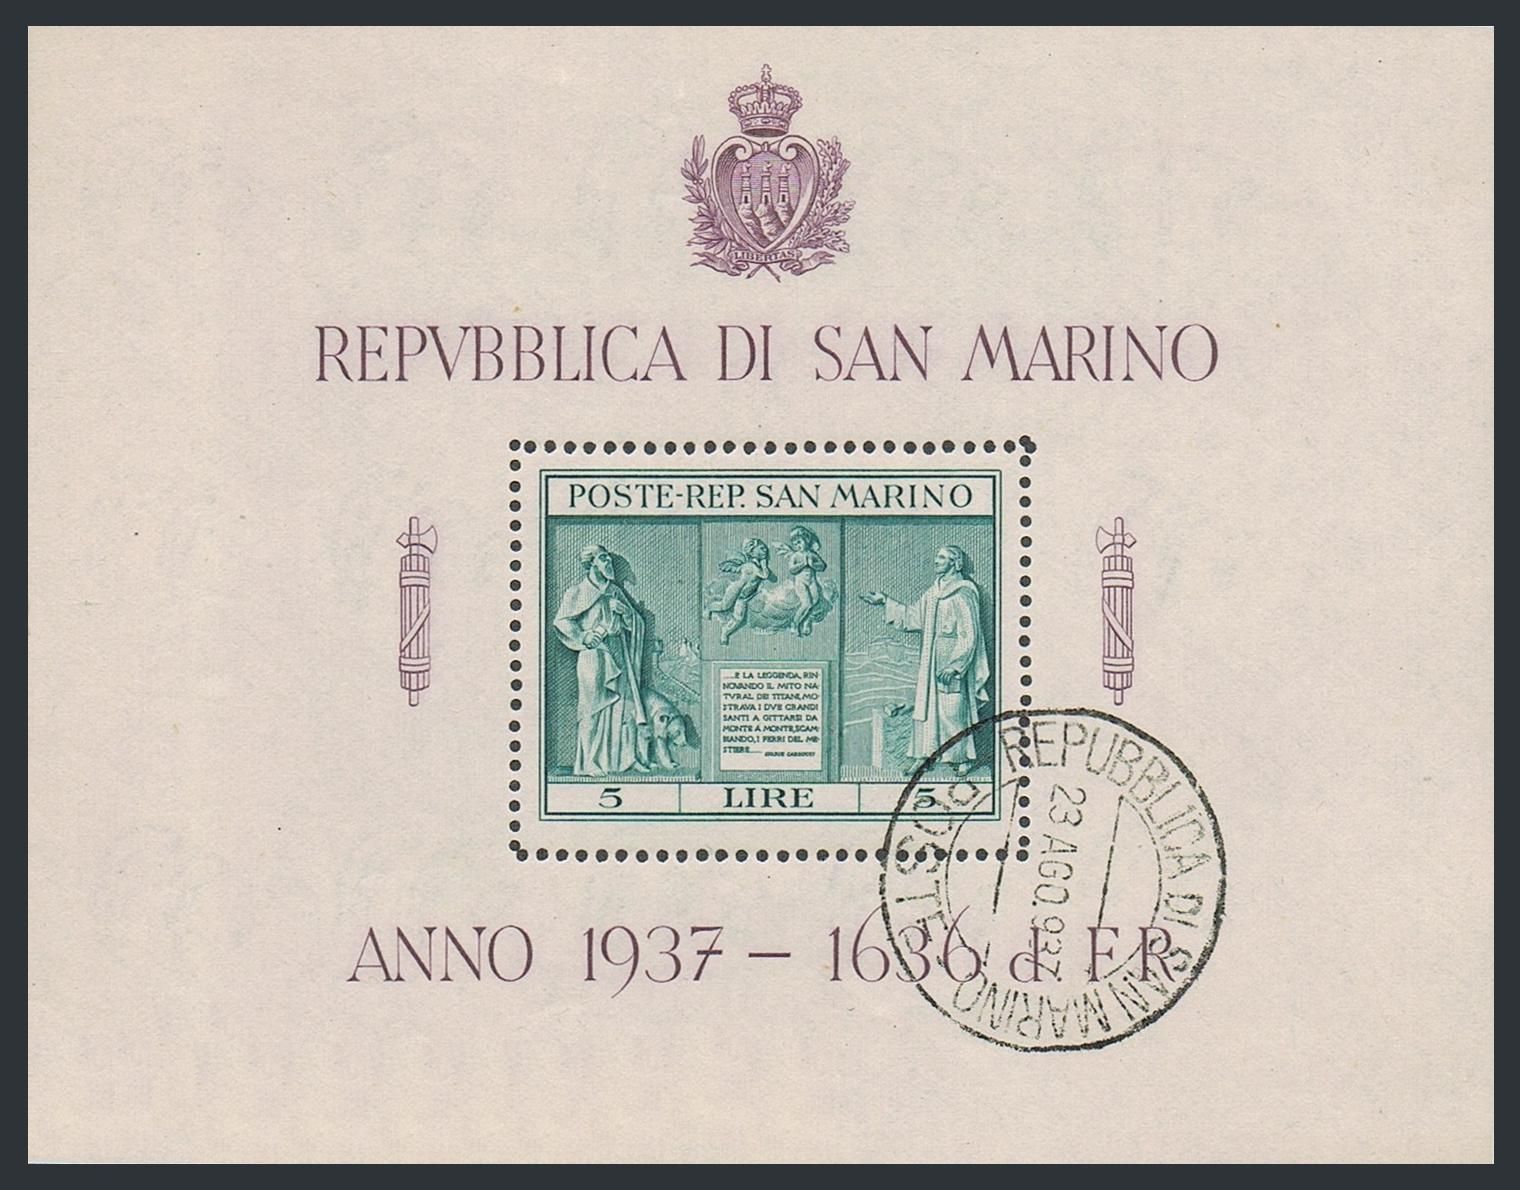 LIBERTAS
REPVBBLICA DI SAN MARINO
POSTE-REP. SAN MARINO
....E LA LEGGENDA, RIN-
NOVANDO IL MITO NA-
TVRAL DEI TITANI, MO-
STRAVA I DVE GRANDI
SANTI A GITTARSI DA
MONTE A MONTE, SCAM-
BIANDO, I FERRI DEL ME-
STIERE....
GIOSUE CARDUCCI
5 LIRE 5
REPUBBLICA DI SAN MARINO
23 AGO. 937
POSTE
ANNO 1937 – 1636 d. F. R.